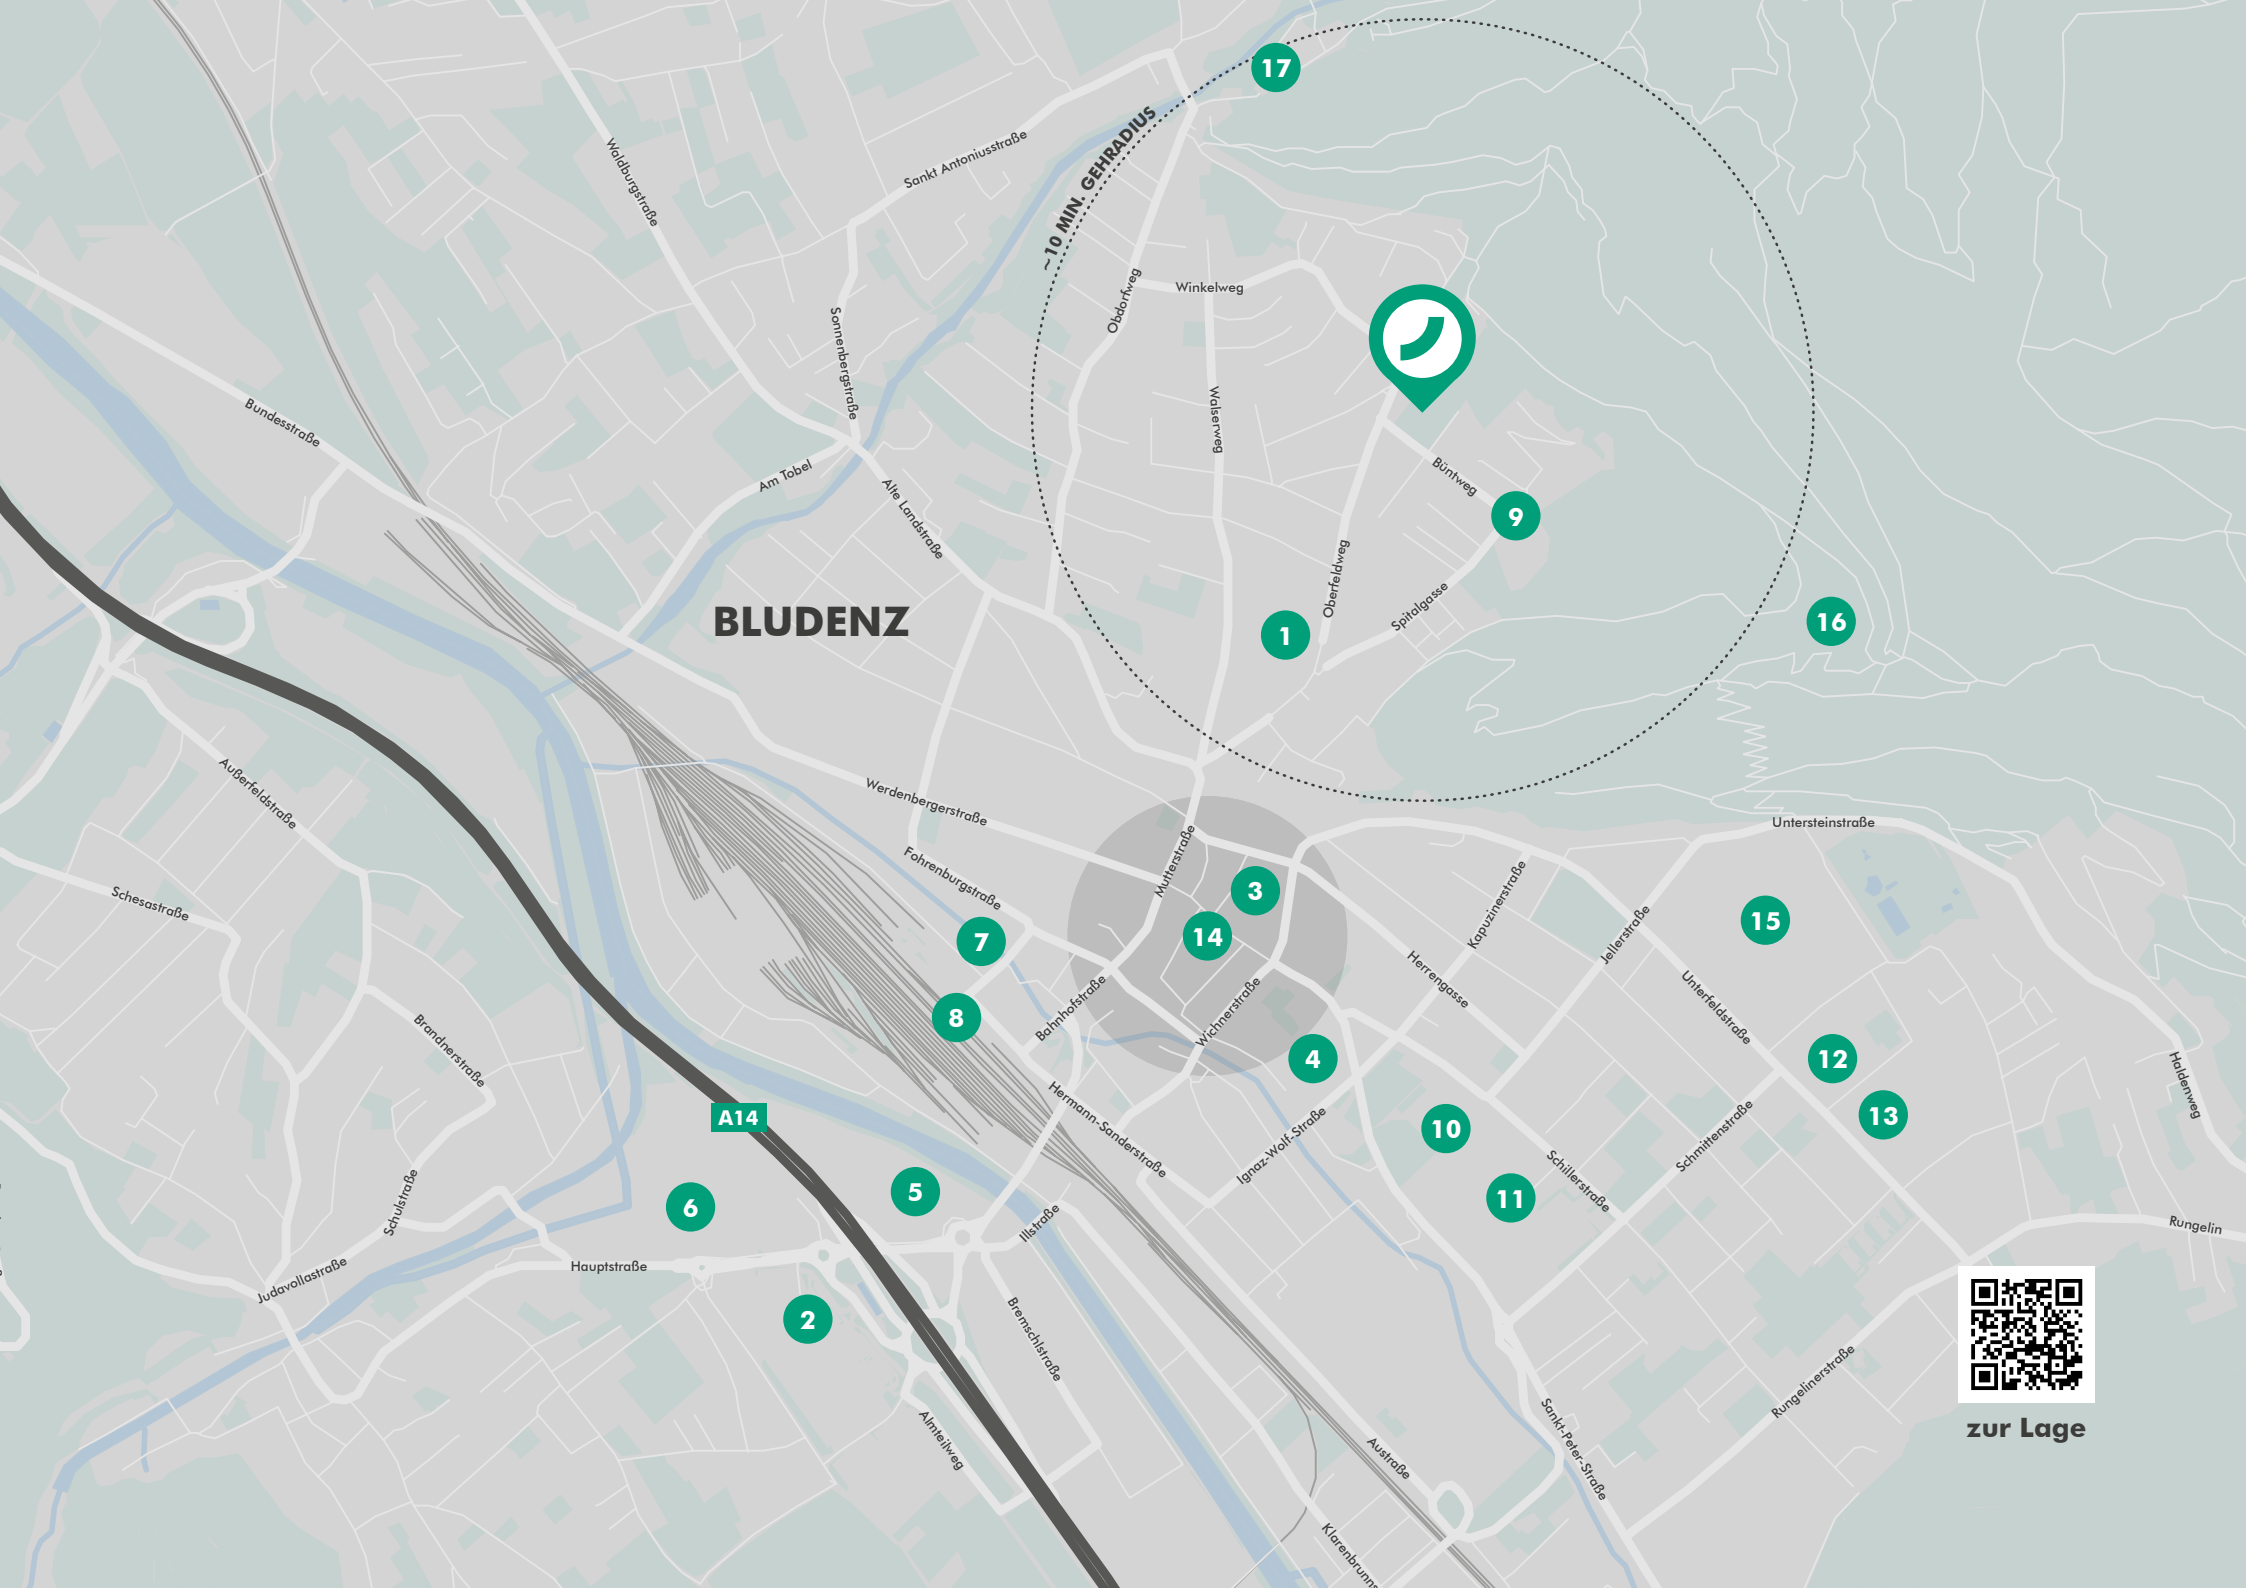 17
~10 MIN. GEHRADIUS
Waldburgstraße
Sankt Antoniusstraße
Obdorfweg
Winkelweg
Sonnenbergstraße
Bundesstraße
Walserweg
Am Tobel
Alte Landstraße
Büntweg
9
Oberfeldweg
Spitalgasse
BLUDENZ
1
16
Außerfeldstraße
Werdenbergerstraße
Untersteinstraße
Mutterstraße
Fohrenburgstraße
Schesastraße
3
14
7
Kapuzinerstraße
Jellerstraße
15
Herrengasse
Unterfeldstraße
8
Bahnhofstraße
Wichnerstraße
4
Brandnerstraße
12
Haldenweg
A14
Hermann-Sanderstraße
Ignaz-Wolf-Straße
10
13
Schmittenstraße
Schillerstraße
11
5
6
Schulstraße
Illstraße
Rungelin
Judavollastraße
Hauptstraße
2
Bremschlstraße
Rungelinerstraße
zur Lage
Almteilweg
Sankt-Peter-Straße
Austraße
Klarenbrunns